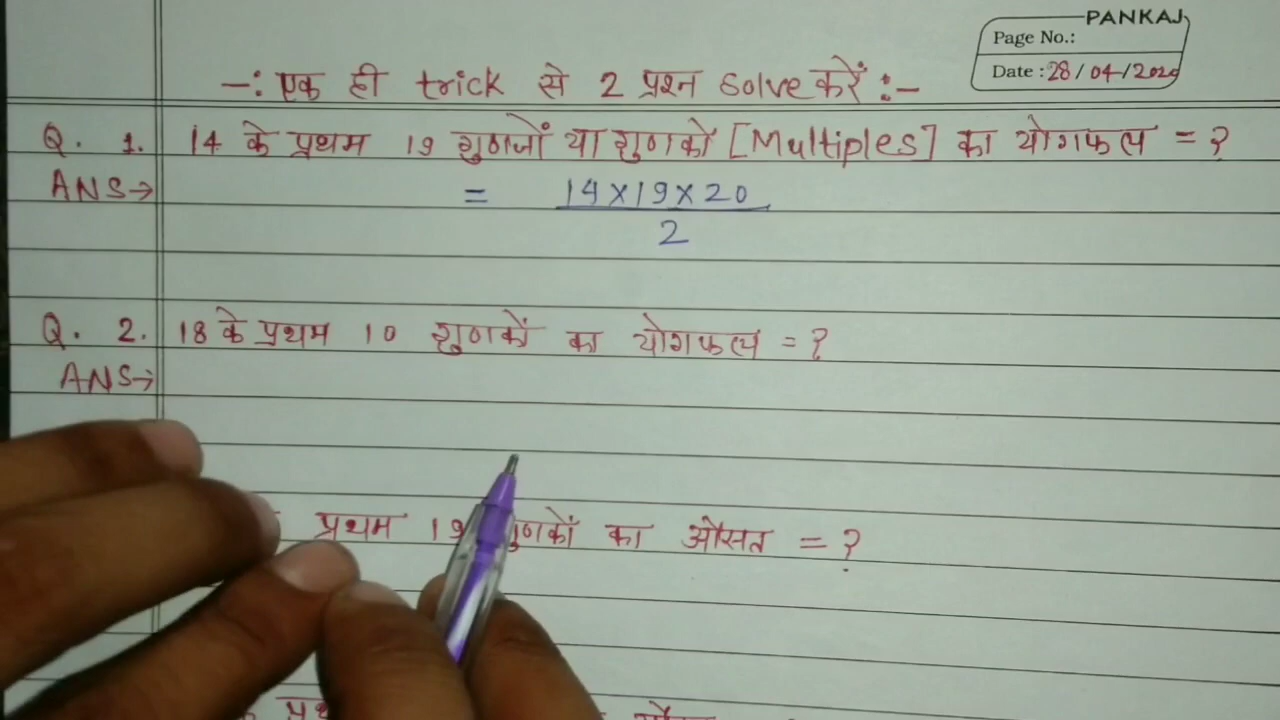 PANKAJ
Page No.:
Date : 28/04/2020
-: एक ही trick से 2 प्रश्न solve करें :-
Q. 1. 14 के प्रथम 19 गुणजों या गुणकों [Multiples] का योगफल = ?
ANS→ = 14×19×20
2
Q. 2. 18 के प्रथम 10 गुणकों का योगफल = ?
ANS→
प्रथम 19 गुणकों का औसत = ?